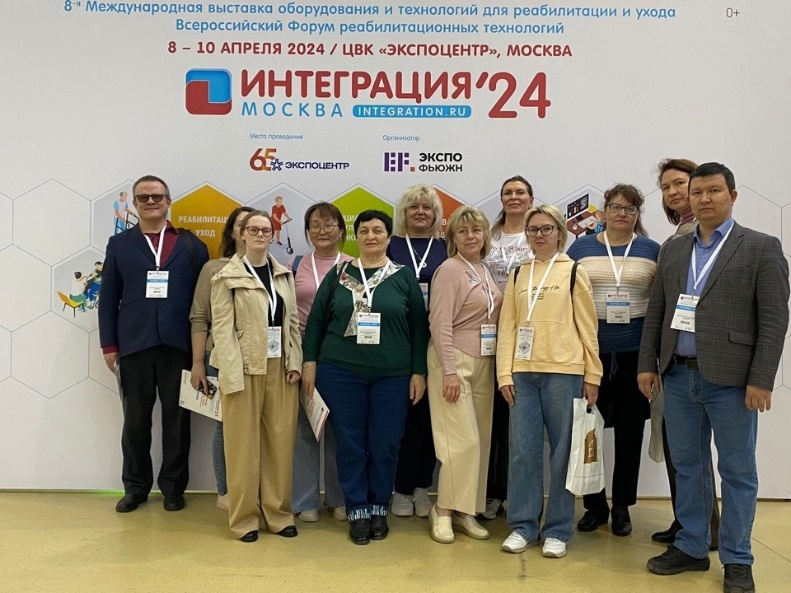 8-я Международная выставка оборудования и технологий для реабилитации и ухода
0+
Всероссийский Форум реабилитационных технологий
8 – 10 АПРЕЛЯ 2024 / ЦВК «ЭКСПОЦЕНТР», МОСКВА
ИНТЕГРАЦИЯ'24
МОСКВА INTEGRATION.RU
Место проведения
Организатор
65 ЭКСПОЦЕНТР
EF. ЭКСПО
ФЬЮЖН
УХОД